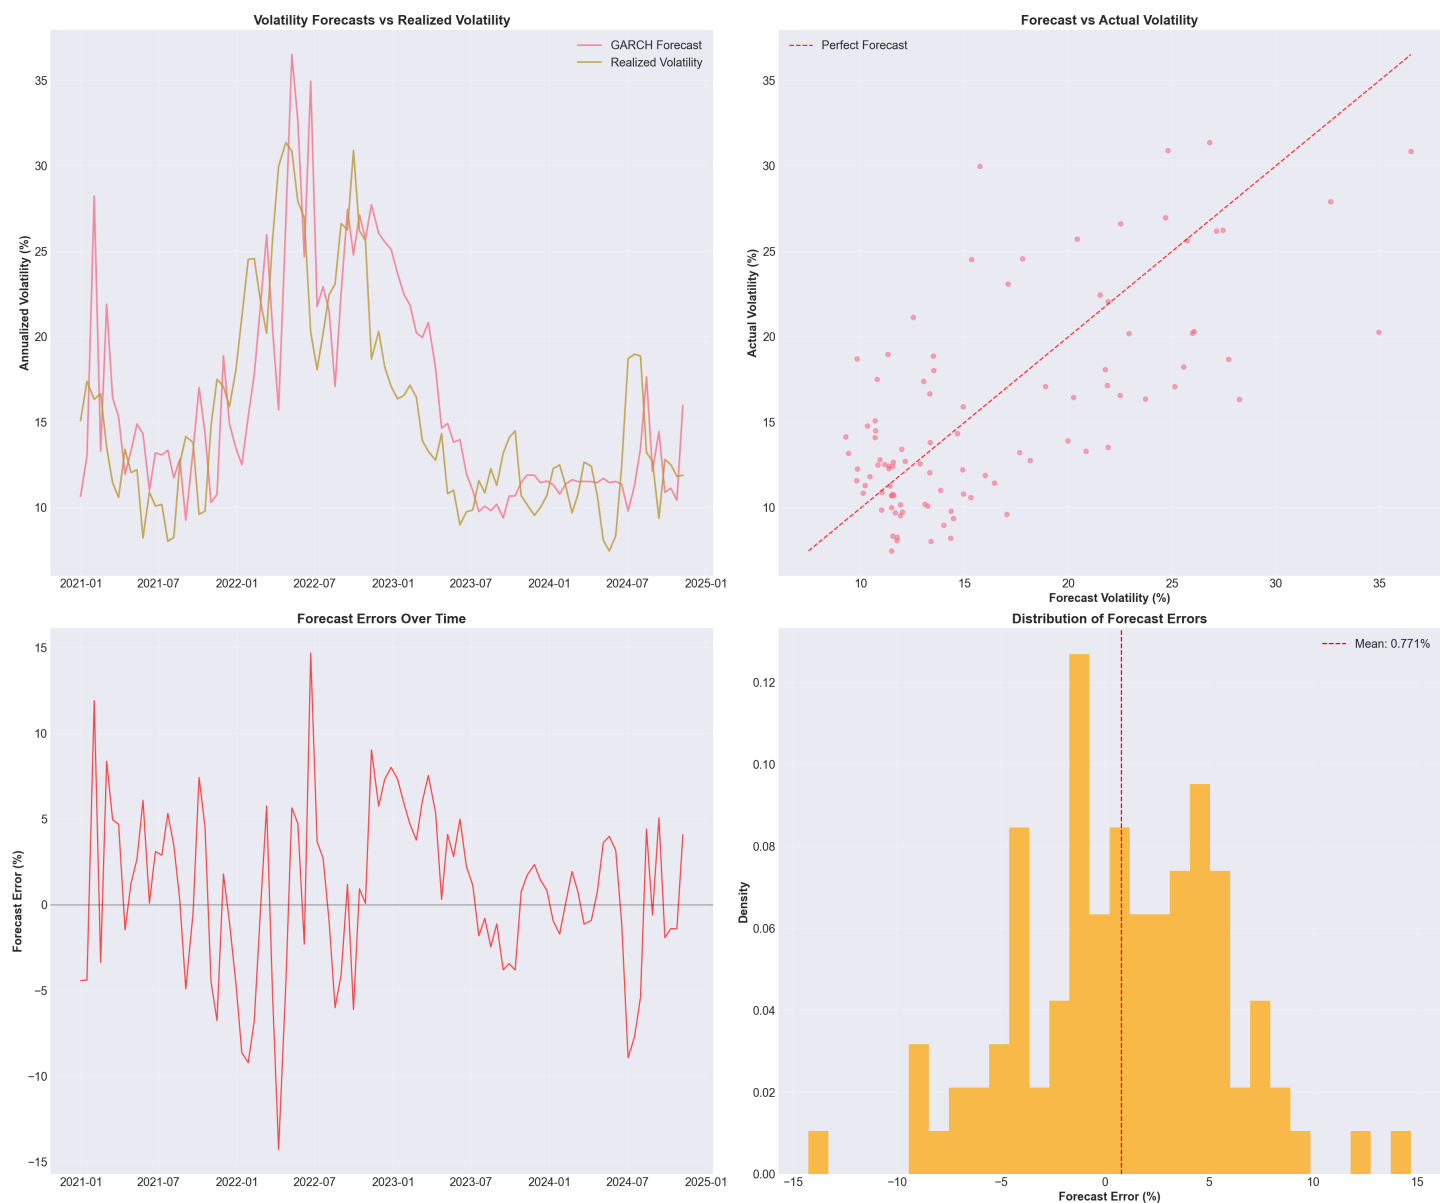 Volatility Forecasts vs Realized Volatility
GARCH Forecast
Realized Volatility
Annualized Volatility (%)
35
30
25
20
15
10
2021-01 2021-07 2022-01 2022-07 2023-01 2023-07 2024-01 2024-07 2025-01
Forecast vs Actual Volatility
Perfect Forecast
Actual Volatility (%)
35
30
25
20
15
10
10 15 20 25 30 35
Forecast Volatility (%)
Forecast Errors Over Time
Forecast Error (%)
15
10
5
0
−5
−10
−15
2021-01 2021-07 2022-01 2022-07 2023-01 2023-07 2024-01 2024-07 2025-01
Distribution of Forecast Errors
Mean: 0.771%
Density
0.12
0.10
0.08
0.06
0.04
0.02
0.00
−15 −10 −5 0 5 10 15
Forecast Error (%)